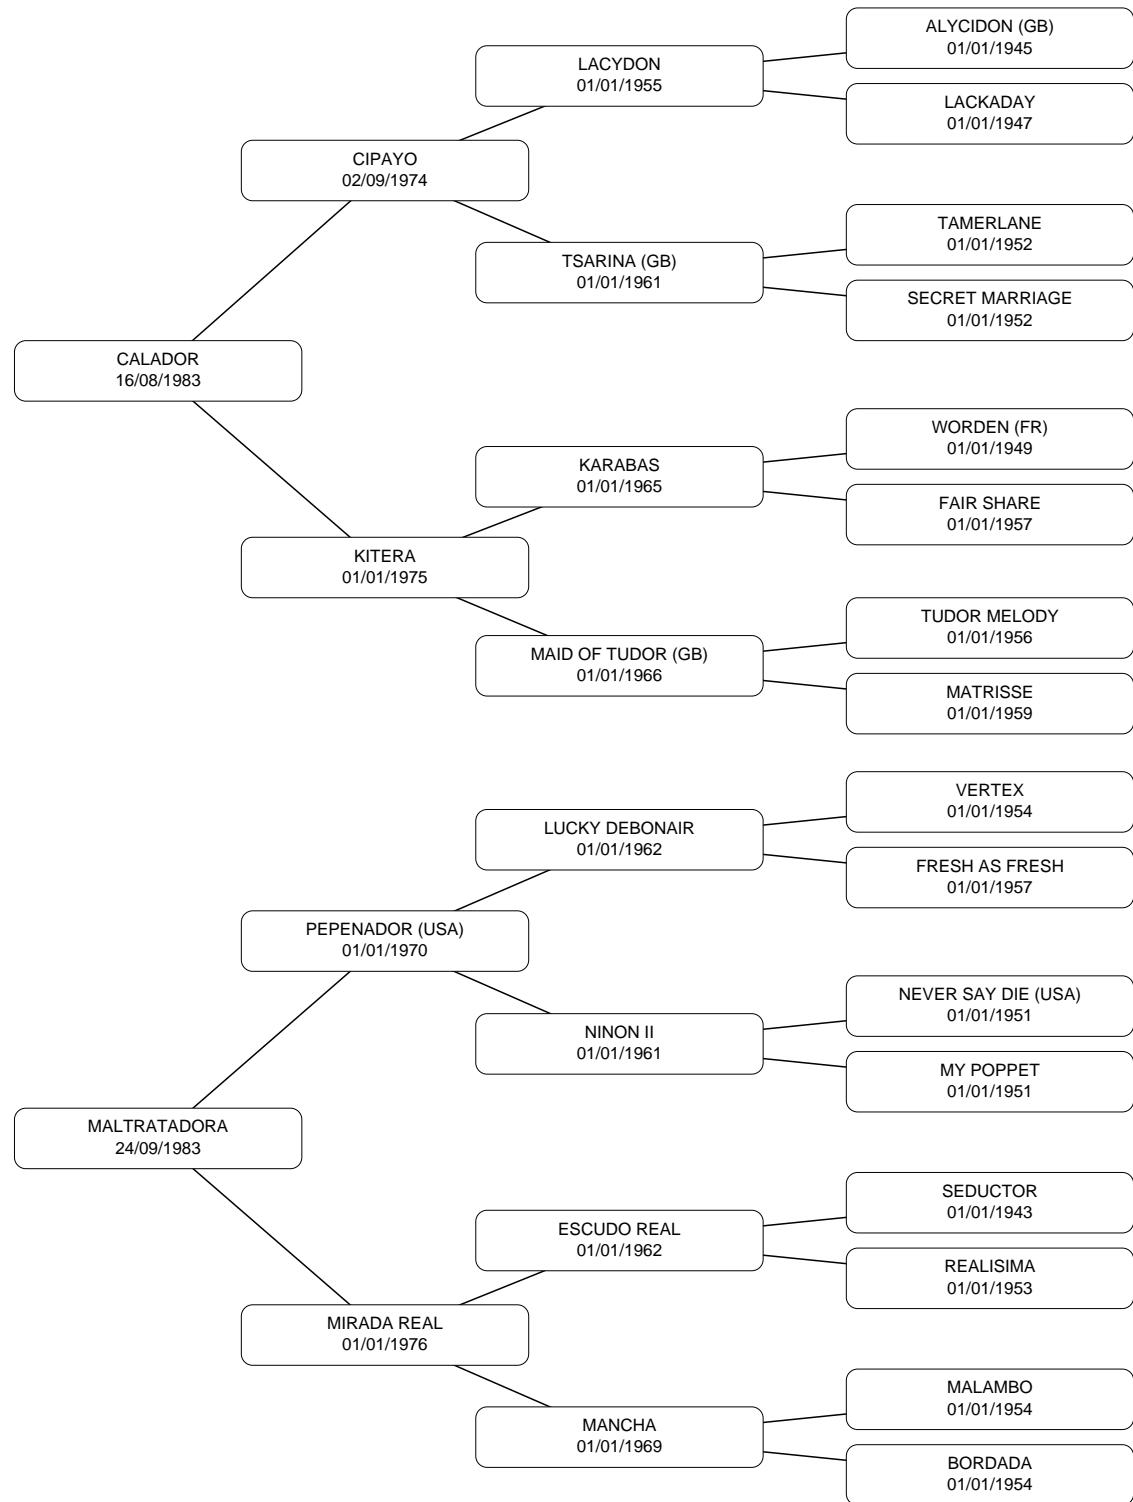 ALYCIDON (GB)
01/01/1945
LACYDON
01/01/1955
LACKADAY
01/01/1947
CIPAYO
02/09/1974
TAMERLANE
01/01/1952
TSARINA (GB)
01/01/1961
SECRET MARRIAGE
01/01/1952
CALADOR
16/08/1983
WORDEN (FR)
01/01/1949
KARABAS
01/01/1965
FAIR SHARE
01/01/1957
KITERA
01/01/1975
TUDOR MELODY
01/01/1956
MAID OF TUDOR (GB)
01/01/1966
MATRISSE
01/01/1959
VERTEX
01/01/1954
LUCKY DEBONAIR
01/01/1962
FRESH AS FRESH
01/01/1957
PEPENADOR (USA)
01/01/1970
NEVER SAY DIE (USA)
01/01/1951
NINON II
01/01/1961
MY POPPET
01/01/1951
MALTRATADORA
24/09/1983
SEDUCTOR
01/01/1943
ESCUDO REAL
01/01/1962
REALISIMA
01/01/1953
MIRADA REAL
01/01/1976
MALAMBO
01/01/1954
MANCHA
01/01/1969
BORDADA
01/01/1954